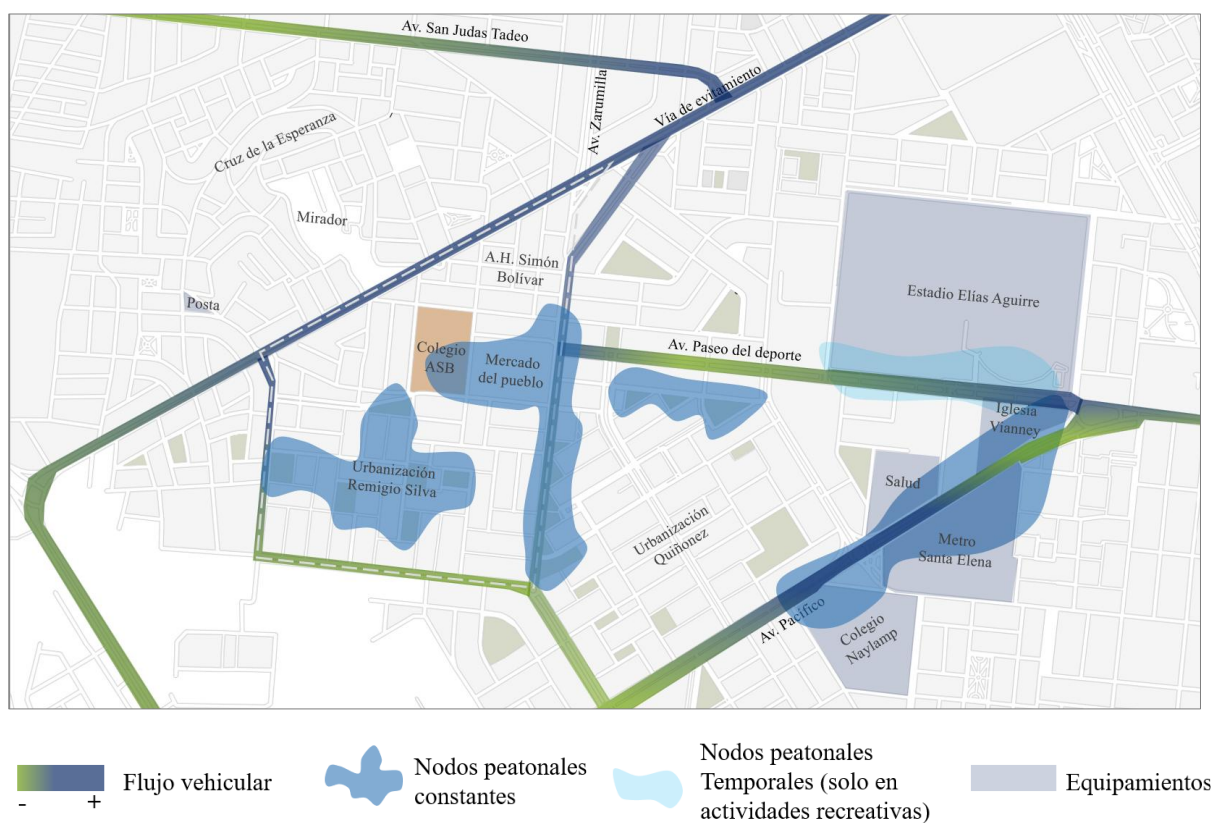 Av. San Judas Tadeo
Vía de evitamiento
Av. Zarumilla
Cruz de la Esperanza
Mirador
A.H. Simón
Bolívar
Posta
Estadio Elías Aguirre
Colegio
ASB
Mercado
del pueblo
Av. Paseo del deporte
Iglesia
Vianney
Urbanización
Remigio Silva
Salud
Urbanización
Quiñonez
Metro
Santa Elena
Av. Pacífico
Colegio
Naylamp
- +
Flujo vehicular
Nodos peatonales
constantes
Nodos peatonales
Temporales (solo en
actividades recreativas)
Equipamientos